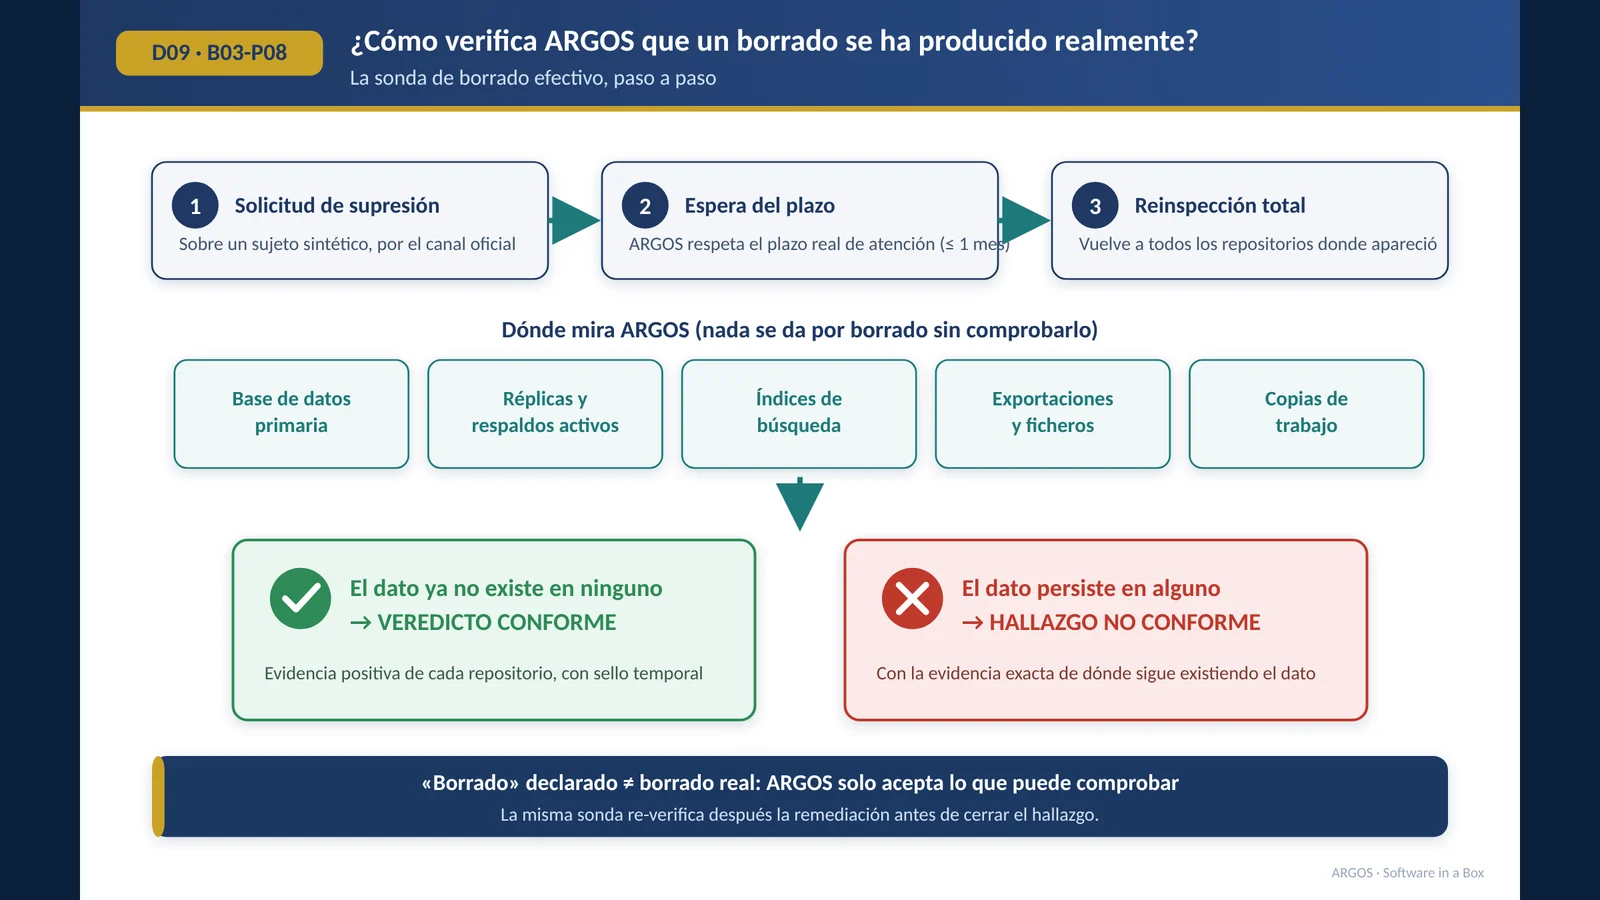 D09 · B03-P08
¿Cómo verifica ARGOS que un borrado se ha producido realmente?
La sonda de borrado efectivo, paso a paso
1
Solicitud de supresión
Sobre un sujeto sintético, por el canal oficial
2
Espera del plazo
ARGOS respeta el plazo real de atención (≤ 1 mes)
3
Reinspección total
Vuelve a todos los repositorios donde apareció
Dónde mira ARGOS (nada se da por borrado sin comprobarlo)
Base de datos
primaria
Réplicas y
respaldos activos
Índices de
búsqueda
Exportaciones
y ficheros
Copias de
trabajo
El dato ya no existe en ninguno
→ VEREDICTO CONFORME
Evidencia positiva de cada repositorio, con sello temporal
El dato persiste en alguno
→ HALLAZGO NO CONFORME
Con la evidencia exacta de dónde sigue existiendo el dato
«Borrado» declarado ≠ borrado real: ARGOS solo acepta lo que puede comprobar
La misma sonda re-verifica después la remediación antes de cerrar el hallazgo.
ARGOS · Software in a Box